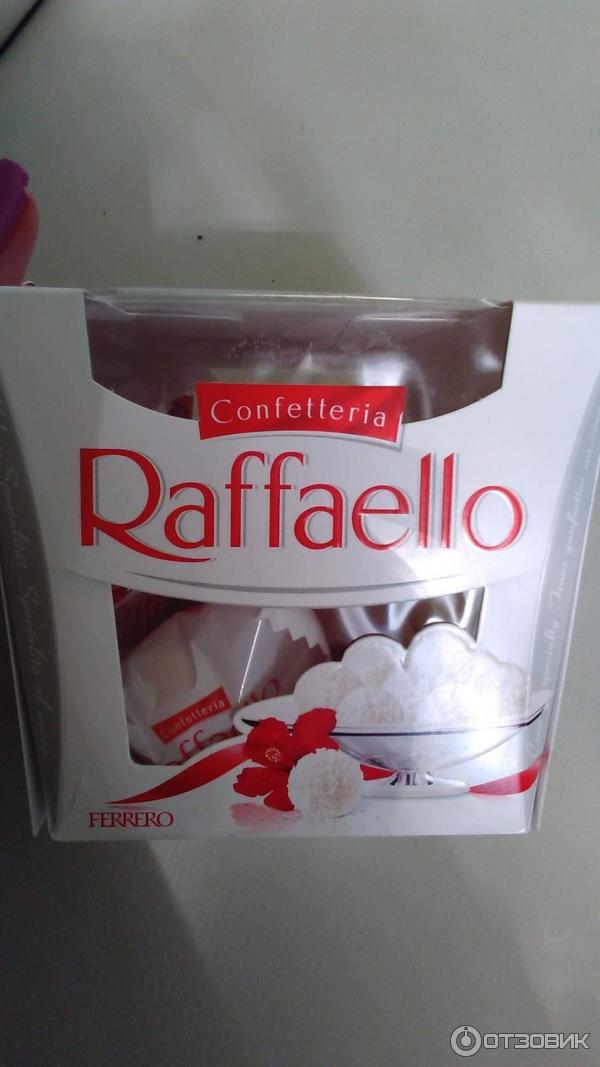 Confetteria
Raffaello
Confetteria
FERRERO
ОТЗОВИК